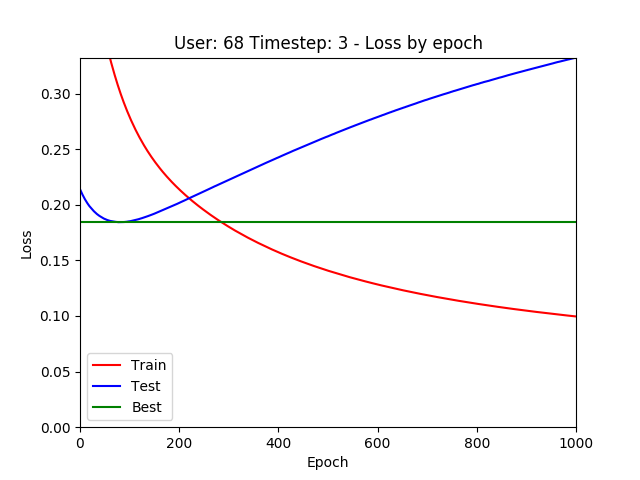 User: 68 Timestep: 3 - Loss by epoch
0.30
0.25
0.20
0.15
0.10
0.05
0.00
Loss
Train
Test
Best
0 200 400 600 800 1000
Epoch